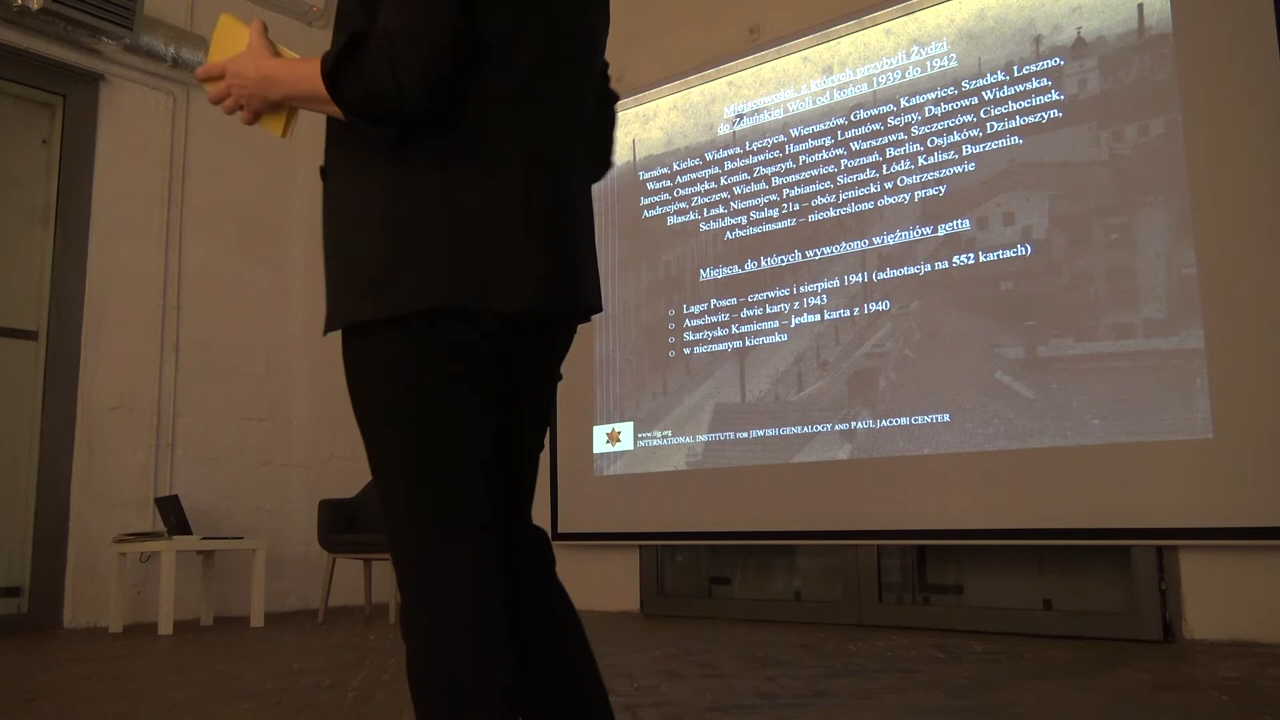 Miejscowości, z których przybyli Żydzi
do Zduńskiej Woli od końca 1939 do 1942
Tarnów, Kielce, Widawa, Łęczyca, Wieruszów, Głowno, Katowice, Szadek, Leszno,
Warta, Antwerpia, Bolesławice, Hamburg, Lututów, Sejny, Dąbrowa Widawska,
Jarocin, Ostrołęka, Konin, Zbąszyń, Piotrków, Warszawa, Szczerców, Ciechocinek,
Andrzejów, Złoczew, Wieluń, Bronszewice, Poznań, Berlin, Osjaków, Działoszyn,
Błaszki, Łask, Niemojew, Pabianice, Sieradz, Łódź, Kalisz, Burzenin,
Schildberg Stalag 21a – obóz jeniecki w Ostrzeszowie
Arbeitseinsantz – nieokreślone obozy pracy
Miejsca, do których wywożono więźniów getta
Lager Posen – czerwiec i sierpień 1941 (adnotacja na 552 kartach)
Auschwitz – dwie karty z 1943
Skarżysko Kamienna – jedna karta z 1940
w nieznanym kierunku
www.iijg.org
INTERNATIONAL INSTITUTE FOR JEWISH GENEALOGY AND PAUL JACOBI CENTER